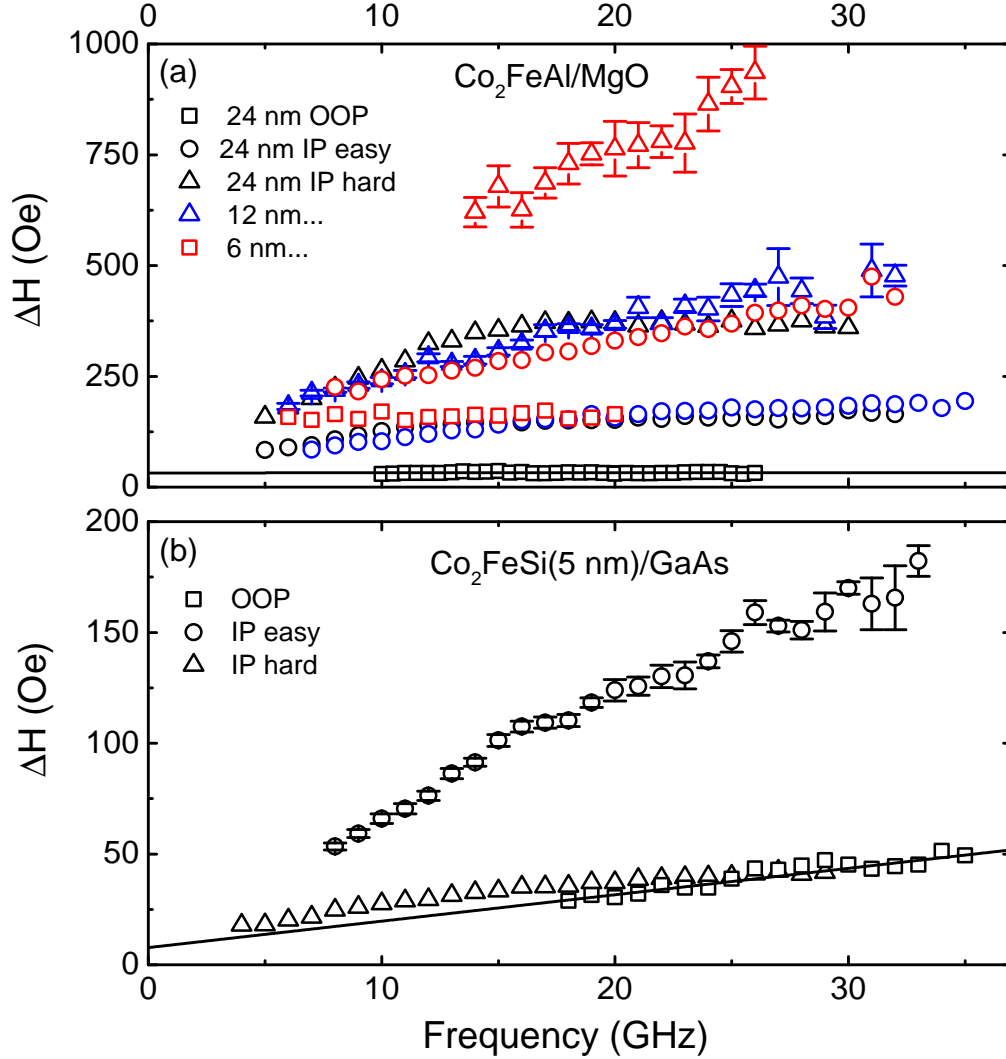 0 10 20 30
1000
(a) Co2FeAl/MgO
24 nm OOP
24 nm IP easy
24 nm IP hard
12 nm...
6 nm...
750
500
250
0
ΔH (Oe)
200
(b) Co2FeSi(5 nm)/GaAs
OOP
IP easy
IP hard
150
100
50
0
ΔH (Oe)
0 10 20 30
Frequency (GHz)